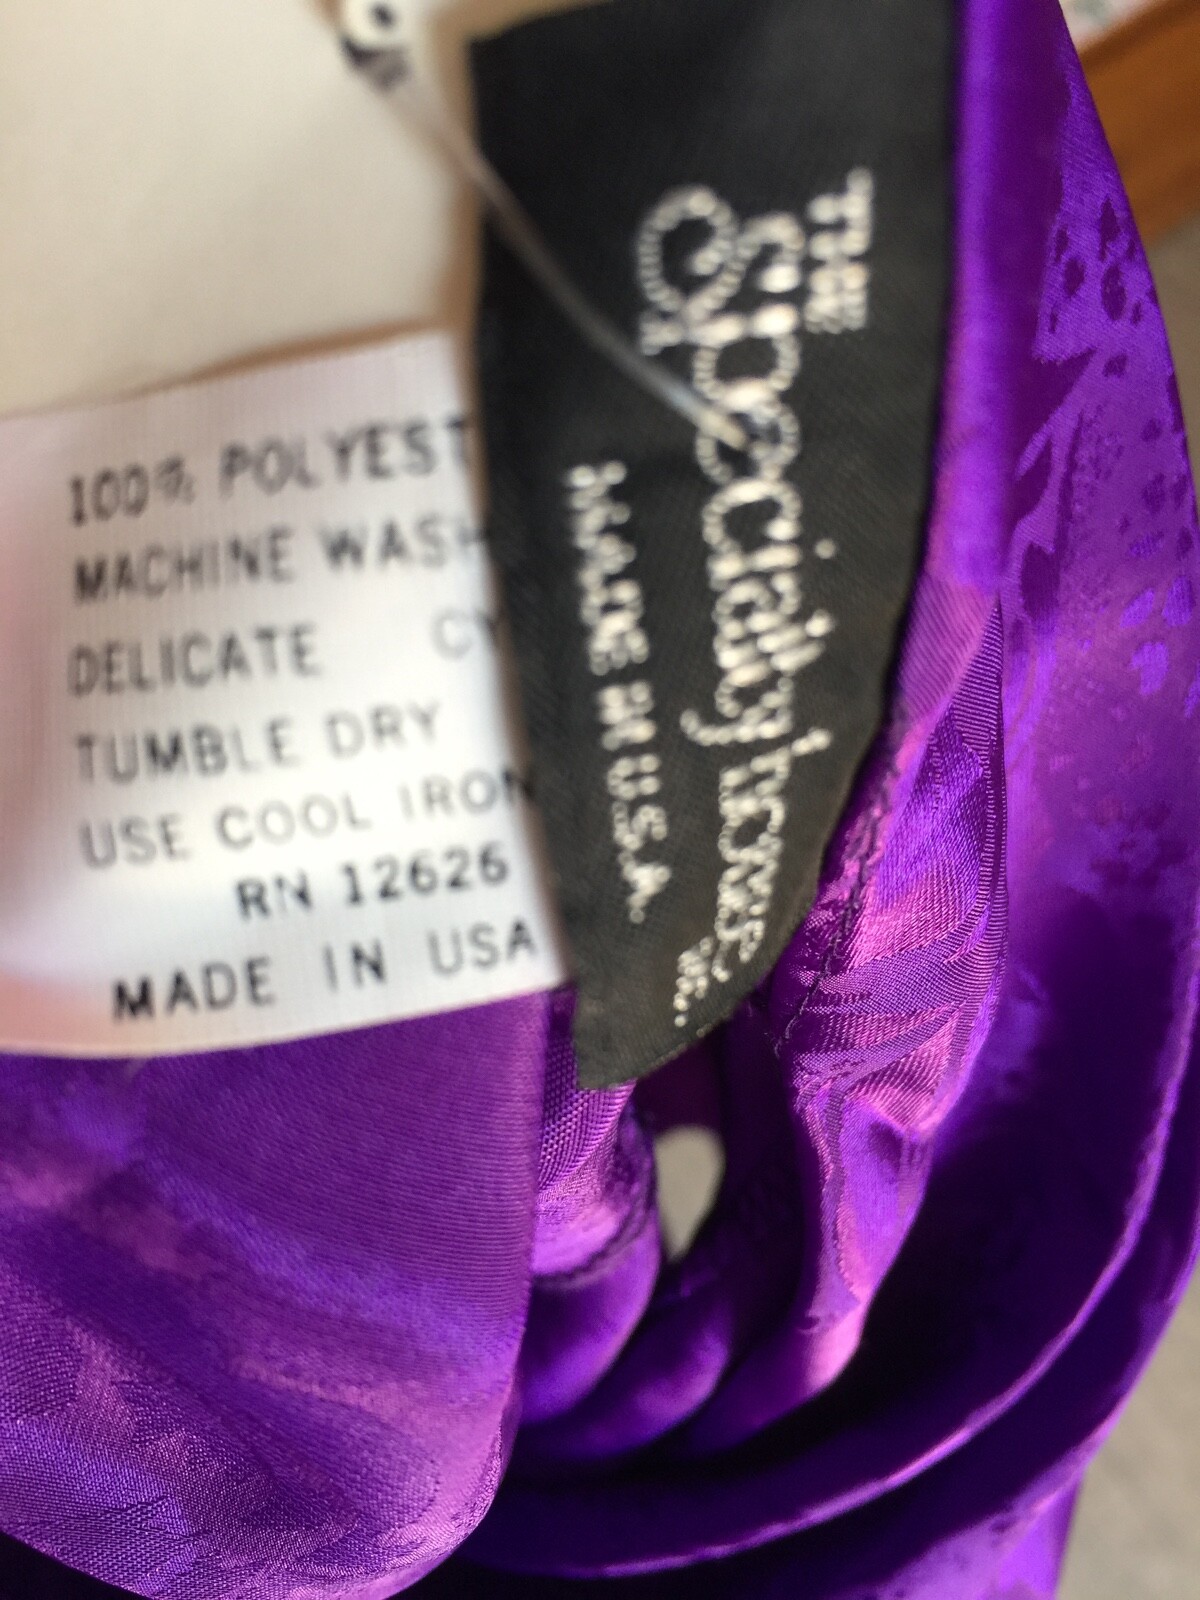 100% POLYEST
MACHINE WASH
DELICATE CY
TUMBLE DRY
USE COOL IRON
RN 12626
MADE IN USA
THE
Specialty House
INC.
MADE IN U.S.A.